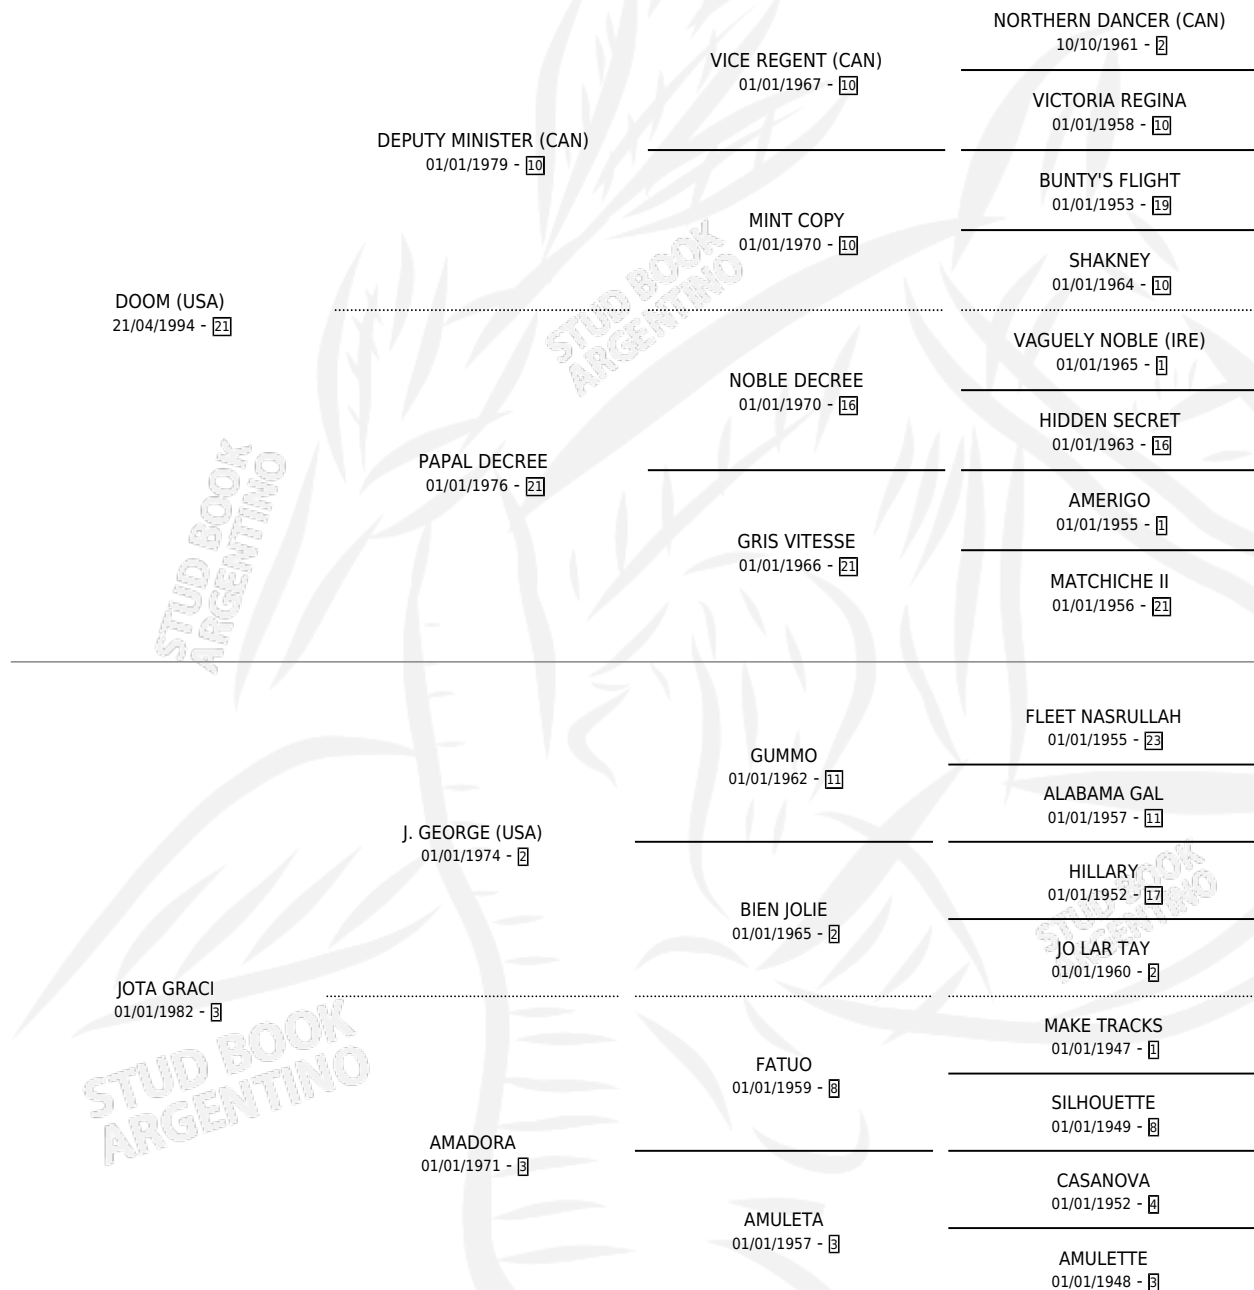 NORTHERN DANCER (CAN)
10/10/1961 - 2
VICE REGENT (CAN)
01/01/1967 - 10
VICTORIA REGINA
01/01/1958 - 10
DEPUTY MINISTER (CAN)
01/01/1979 - 10
BUNTY'S FLIGHT
01/01/1953 - 19
MINT COPY
01/01/1970 - 10
SHAKNEY
01/01/1964 - 10
DOOM (USA)
21/04/1994 - 21
VAGUELY NOBLE (IRE)
01/01/1965 - 1
NOBLE DECREE
01/01/1970 - 16
HIDDEN SECRET
01/01/1963 - 16
PAPAL DECREE
01/01/1976 - 21
AMERIGO
01/01/1955 - 1
GRIS VITESSE
01/01/1966 - 21
MATCHICHE II
01/01/1956 - 21
FLEET NASRULLAH
01/01/1955 - 23
GUMMO
01/01/1962 - 11
ALABAMA GAL
01/01/1957 - 11
J. GEORGE (USA)
01/01/1974 - 2
HILLARY
01/01/1952 - 17
BIEN JOLIE
01/01/1965 - 2
JO LAR TAY
01/01/1960 - 2
JOTA GRACI
01/01/1982 - 3
MAKE TRACKS
01/01/1947 - 1
FATUO
01/01/1959 - 8
SILHOUETTE
01/01/1949 - 8
AMADORA
01/01/1971 - 3
CASANOVA
01/01/1952 - 4
AMULETA
01/01/1957 - 3
AMULETTE
01/01/1948 - 3
STUD BOOK
ARGENTINO
STUD BOOK
ARGENTINO
STUD BOOK
ARGENTINO
STUD BOOK
ARGENTINO